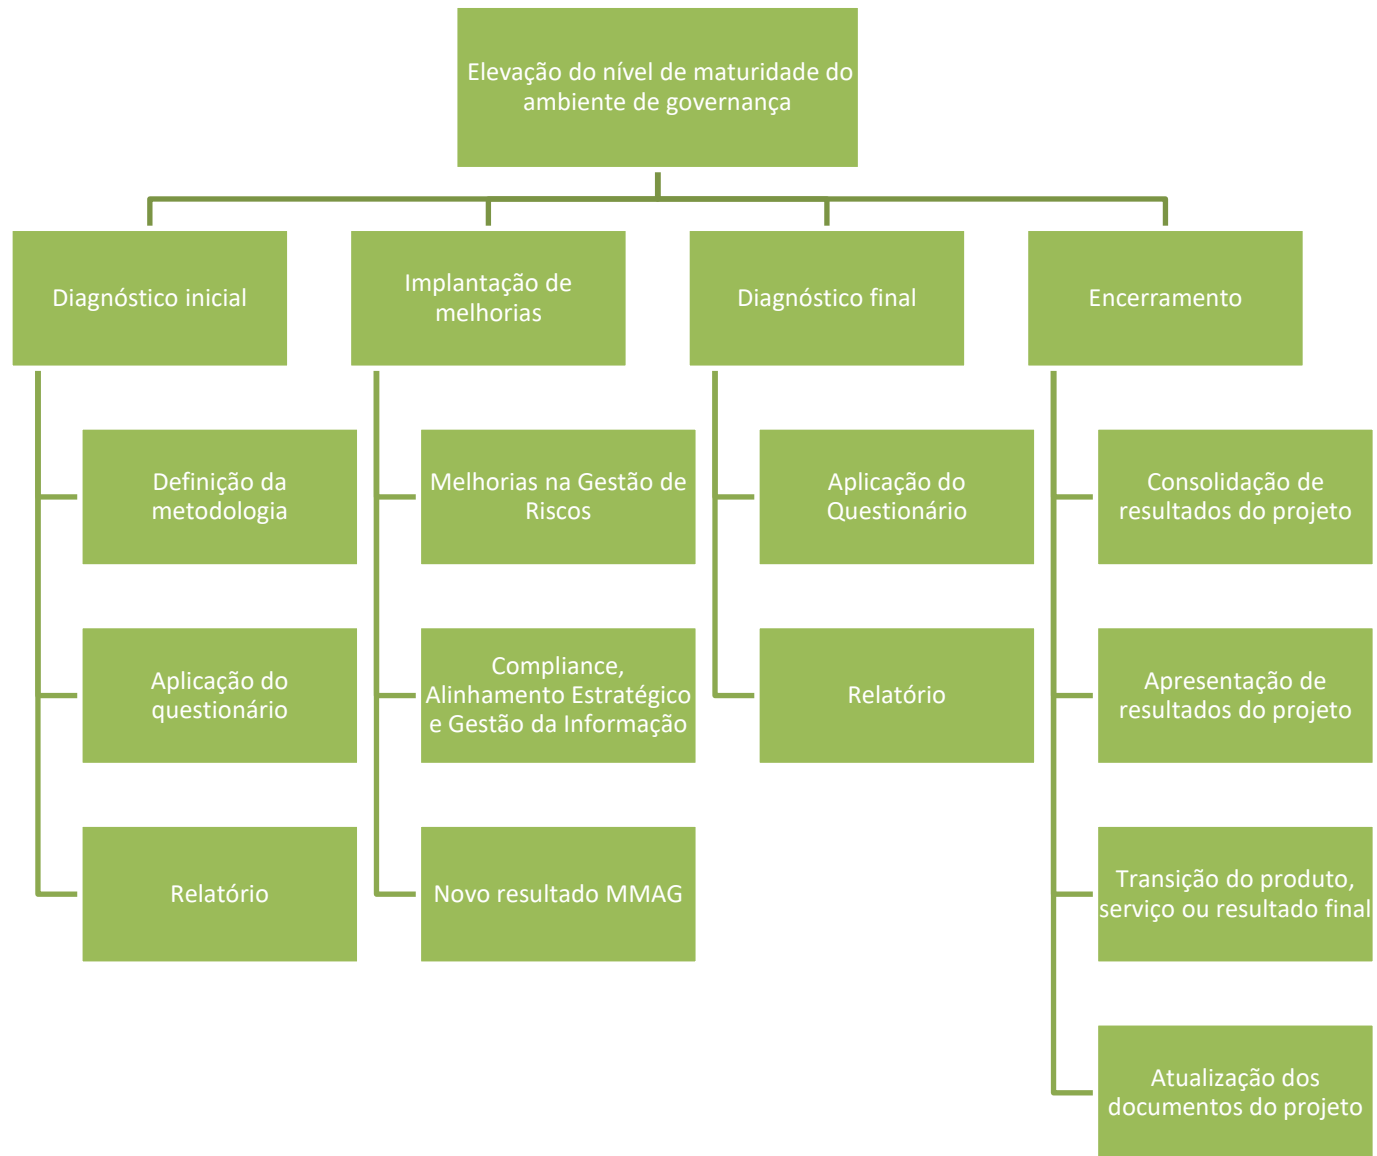 Elevação do nível de maturidade do
ambiente de governança
Diagnóstico inicial
Implantação de
melhorias
Diagnóstico final
Encerramento
Definição da
metodologia
Melhorias na Gestão de
Riscos
Aplicação do
Questionário
Consolidação de
resultados do projeto
Aplicação do
questionário
Compliance,
Alinhamento Estratégico
e Gestão da Informação
Relatório
Apresentação de
resultados do projeto
Relatório
Novo resultado MMAG
Transição do produto,
serviço ou resultado final
Atualização dos
documentos do projeto